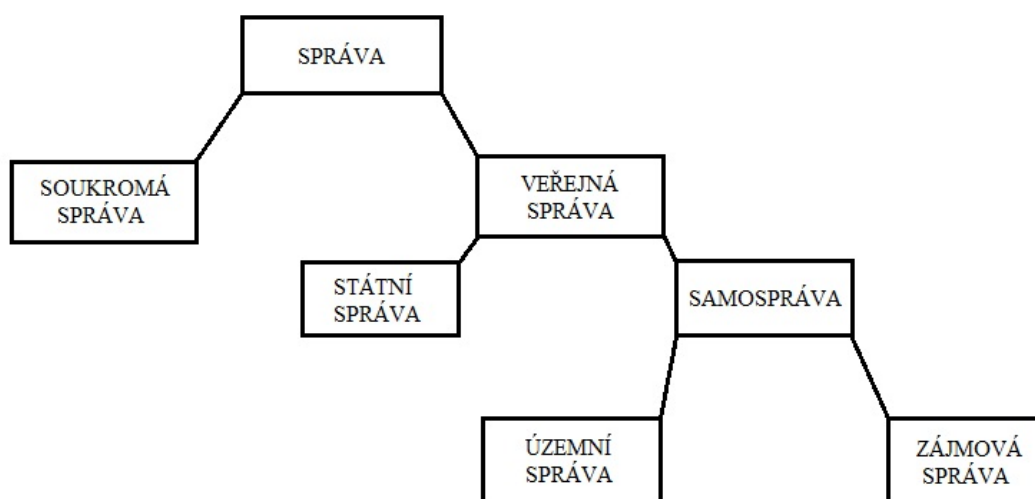 SPRÁVA
SOUKROMÁ
SPRÁVA
VEŘEJNÁ
SPRÁVA
STÁTNÍ
SPRÁVA
SAMOSPRÁVA
ÚZEMNÍ
SPRÁVA
ZÁJMOVÁ
SPRÁVA